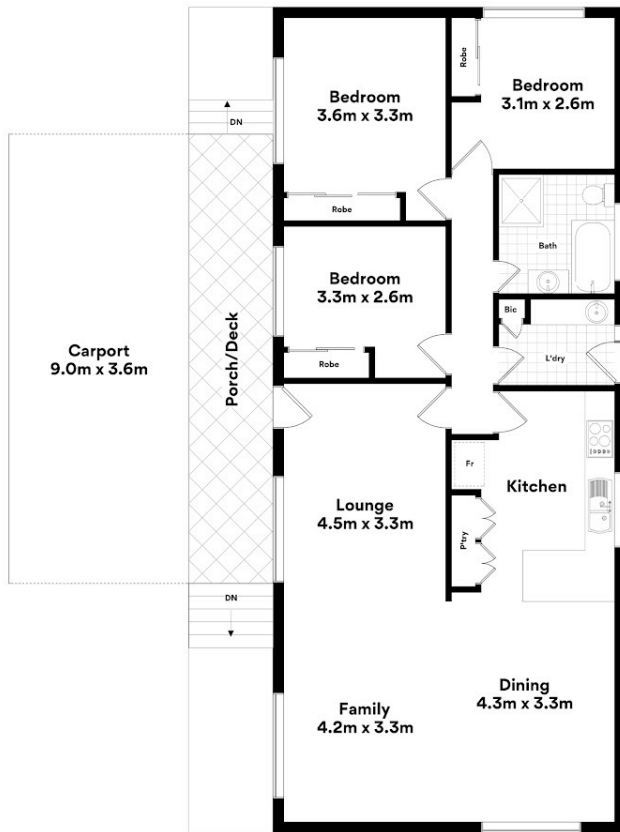 Robe
Bedroom
3.1m x 2.6m
Bedroom
3.6m x 3.3m
DN
Robe
Bath
Bedroom
3.3m x 2.6m
Bic
L'dry
Carport
9.0m x 3.6m
Porch/Deck
Robe
Fr
Kitchen
Lounge
4.5m x 3.3m
P'try
DN
Dining
4.3m x 3.3m
Family
4.2m x 3.3m